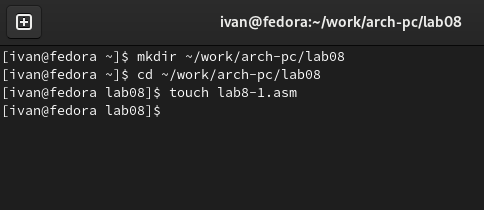 ivan@fedora:~/work/arch-pc/lab08
[ivan@fedora ~]$ mkdir ~/work/arch-pc/lab08
[ivan@fedora ~]$ cd ~/work/arch-pc/lab08
[ivan@fedora lab08]$ touch lab8-1.asm
[ivan@fedora lab08]$